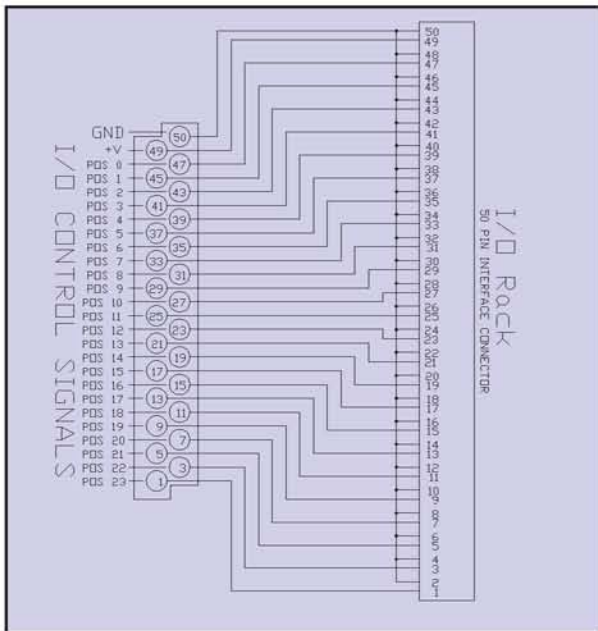 I/O CONTROL SIGNALS
GND 50
+V 49
POS 0 47
POS 1 45
POS 2 43
POS 3 41
POS 4 39
POS 5 37
POS 6 35
POS 7 33
POS 8 31
POS 9 29
POS 10 27
POS 11 25
POS 12 23
POS 13 21
POS 14 19
POS 15 17
POS 16 15
POS 17 13
POS 18 11
POS 19 9
POS 20 7
POS 21 5
POS 22 3
POS 23 1
50
49
48
47
46
45
44
43
42
41
40
39
38
37
36
35
34
33
32
31
30
29
28
27
26
25
24
23
22
21
20
19
18
17
16
15
14
13
12
11
10
9
8
7
6
5
4
3
2
1
I/O Rack
50 PIN INTERFACE CONNECTOR